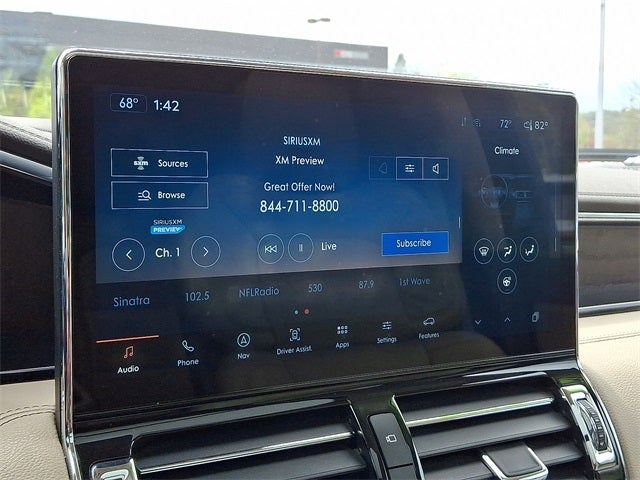 68° 1:42
72° 82°
SIRIUSXM
Climate
XM Preview
sxm Sources
Great Offer Now!
Browse
844-711-8800
SIRIUSXM
PREVIEW
Ch. 1
Live
Subscribe
Sinatra 102.5 NFLRadio 530 87.9 1st Wave
Audio Phone Nav Driver Assist. Apps Settings Features